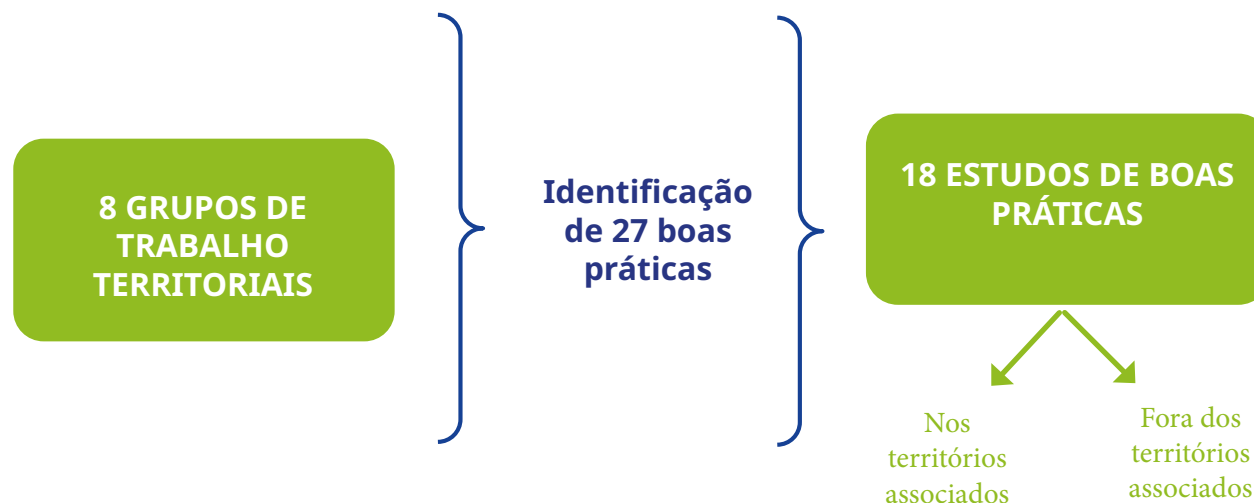 8 GRUPOS DE
TRABALHO
TERRITORIAIS
Identificação
de 27 boas
práticas
18 ESTUDOS DE BOAS
PRÁTICAS
Nos
territórios
associados
Fora dos
territórios
associados